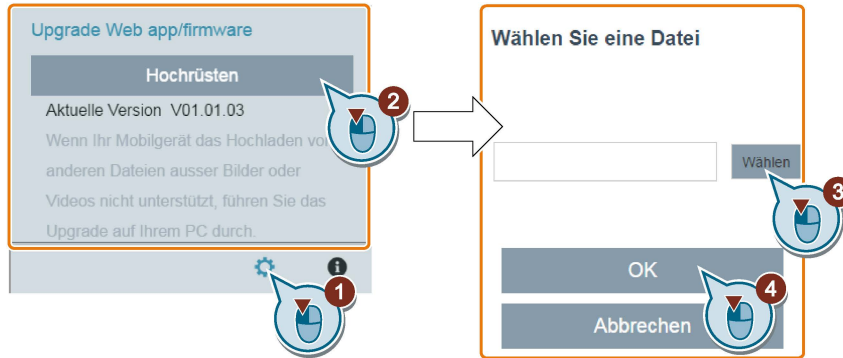 Upgrade Web app/firmware
Hochrüsten
Aktuelle Version V01.01.03
Wenn Ihr Mobilgerät das Hochladen von
anderen Dateien ausser Bilder oder
Videos nicht unterstützt, führen Sie das
Upgrade auf Ihrem PC durch.
1
2
Wählen Sie eine Datei
Wählen
3
OK
4
Abbrechen